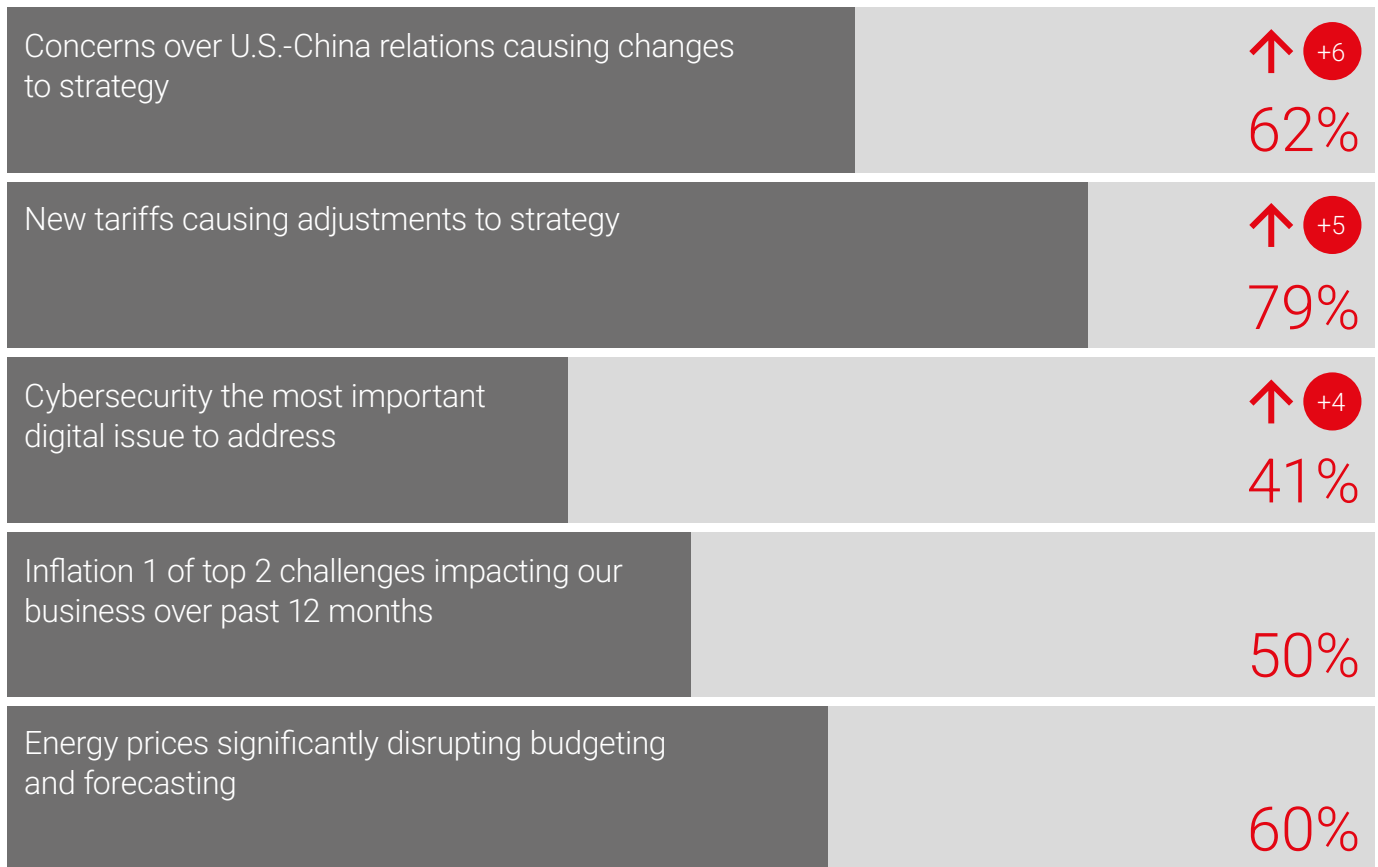 Concerns over U.S.-China relations causing changes
to strategy
+6
62%
New tariffs causing adjustments to strategy
+5
79%
Cybersecurity the most important
digital issue to address
+4
41%
Inflation 1 of top 2 challenges impacting our
business over past 12 months
50%
Energy prices significantly disrupting budgeting
and forecasting
60%